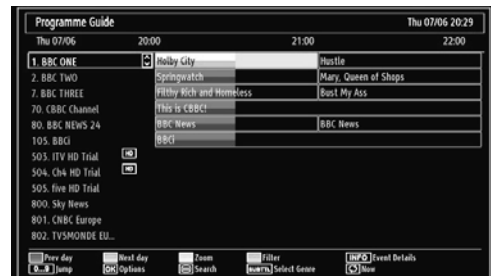 Programme Guide Thu 07/06 20:29
Thu 07/06 20:00 21:00 22:00
1. BBC ONE Holby City Hustle
2. BBC TWO Springwatch Mary, Queen of Shops
7. BBC THREE Filthy Rich and Homeless Bust My Ass
70. CBBC Channel This is CBBC!
80. BBC NEWS 24 BBC News BBC News
105. BBCi BBCi
503. ITV HD Trial HD
504. Ch4 HD Trial HD
505. five HD Trial
800. Sky News
801. CNBC Europe
802. TV5MONDE EU...
Prev day Next day Zoom Filter INFO Event Details
0...9 Jump OK Options Search SUBTTL Select Genre Now